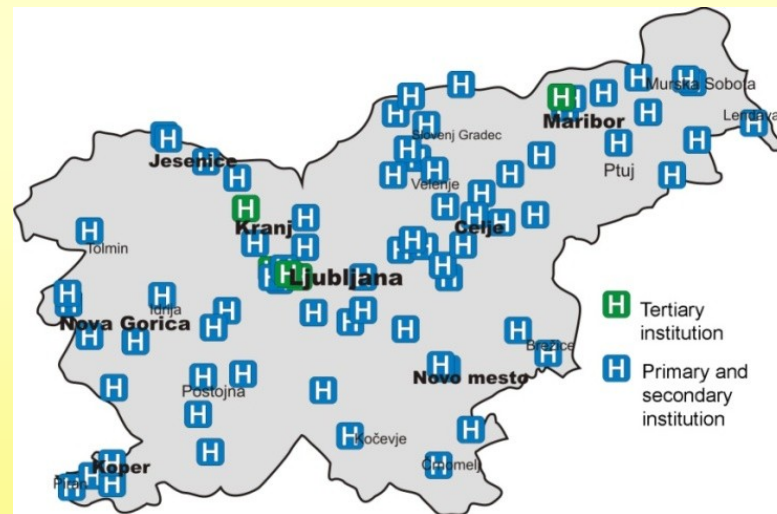 Murska Sobota
Maribor
Lendava
Slovenj Gradec
Jesenice
Ptuj
Velenje
Kranj
Celje
Tolmin
Ljubljana
Idrija
Nova Gorica
H Tertiary
institution
Brežice
H Primary and
secondary
institution
Novo mesto
Postojna
Kočevje
Črnomelj
Koper
Piran